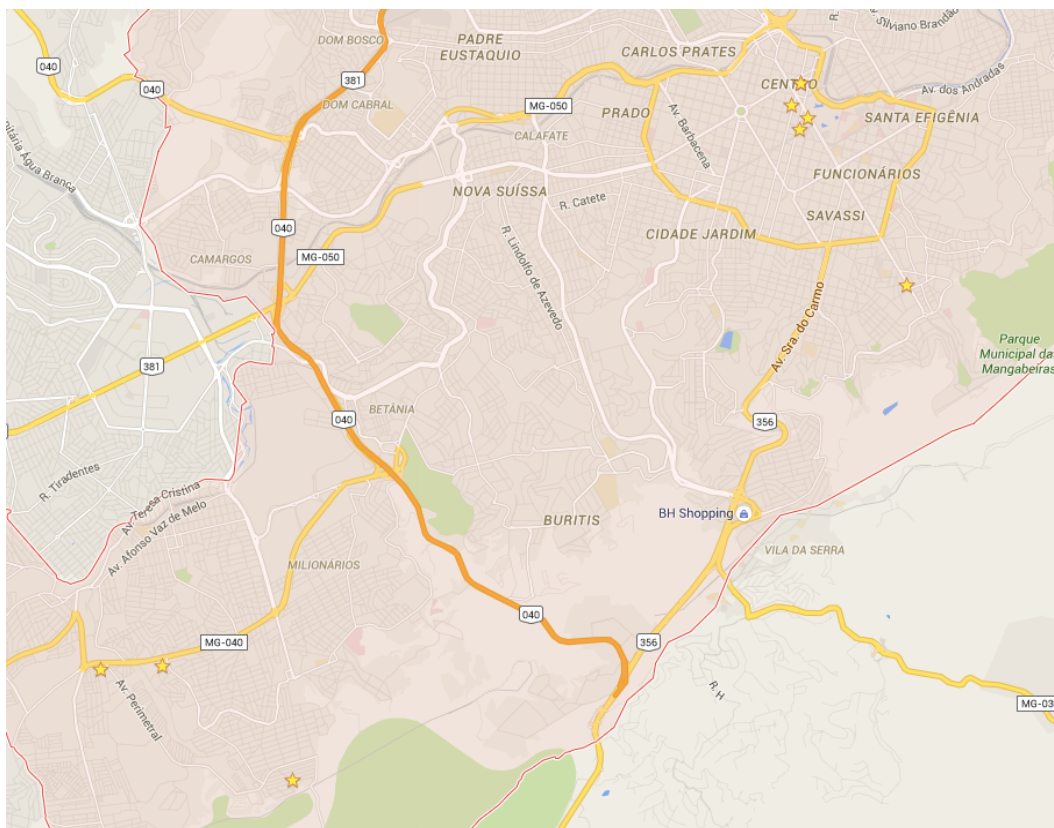 Av. Silviano Brandão
R.
DOM BOSCO
PADRE
EUSTAQUIO
CARLOS PRATES
040
381
040
DOM CABRAL
MG-050
CENTRO
Av. dos Andradas
PRADO
Av. Barbacena
SANTA EFIGÊNIA
CALAFATE
Água Branca
NOVA SUÍSSA
FUNCIONÁRIOS
R. Catete
SAVASSI
040
CIDADE JARDIM
CAMARGOS
MG-050
R. Lindolfo de Azevedo
Av. Sra. do Carmo
Parque
Municipal das
Mangabeiras
381
040
BETÂNIA
356
R. Tiradentes
Av. Teresa Cristina
Av. Afonso Vaz de Melo
BH Shopping
BURITIS
VILA DA SERRA
MILIONÁRIOS
040
MG-040
356
R. H
Av. Perimetral
MG-03